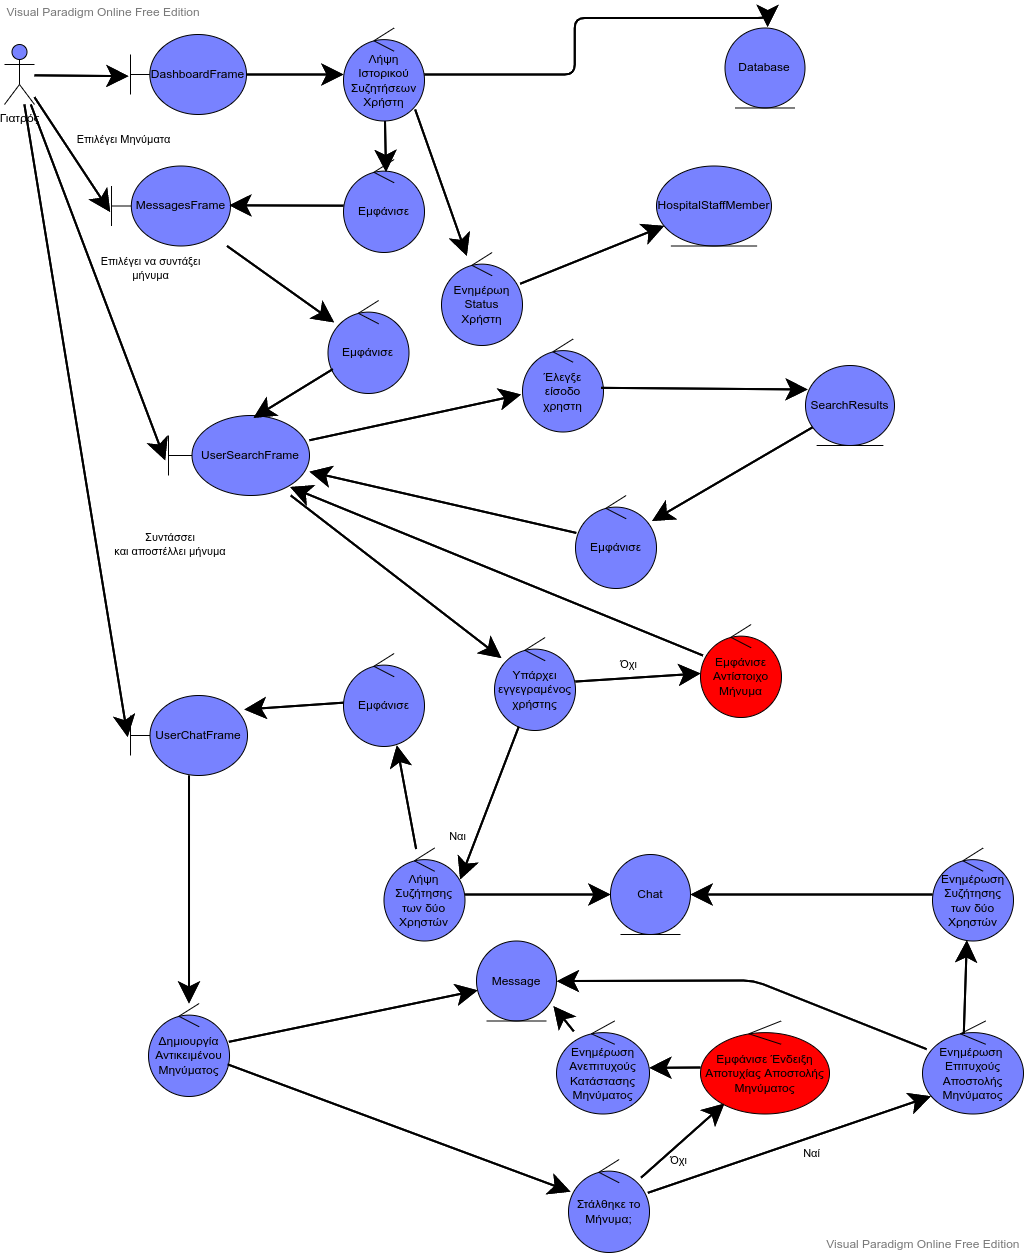 Visual Paradigm Online Free Edition
Γιατρός
DashboardFrame
Λήψη
Ιστορικού
Συζητήσεων
Χρήστη
Database
Επιλέγει Μηνύματα
MessagesFrame
Εμφάνισε
HospitalStaffMember
Επιλέγει να συντάξει
μήνυμα
Ενημέρωη
Status
Χρήστη
Εμφάνισε
Έλεγξε
είσοδο
χρηστη
SearchResults
UserSearchFrame
Συντάσσει
και αποστέλλει μήνυμα
Εμφάνισε
Υπάρχει
εγγεγραμένος
χρήστης
Όχι
Εμφάνισε
Αντίστοιχο
Μήνυμα
Εμφάνισε
UserChatFrame
Ναι
Λήψη
Συζήτησης
των δύο
Χρηστών
Chat
Ενημέρωση
Συζήτησης
των δύο
Χρηστών
Message
Δημιουργία
Αντικειμένου
Μηνύματος
Ενημέρωση
Ανεπιτυχούς
Κατάστασης
Μηνύματος
Εμφάνισε Ένδειξη
Αποτυχίας Αποστολής
Μηνύματος
Ενημέρωση
Επιτυχούς
Αποστολής
Μηνύματος
Όχι
Ναί
Στάλθηκε το
Μήνυμα;
Visual Paradigm Online Free Edition